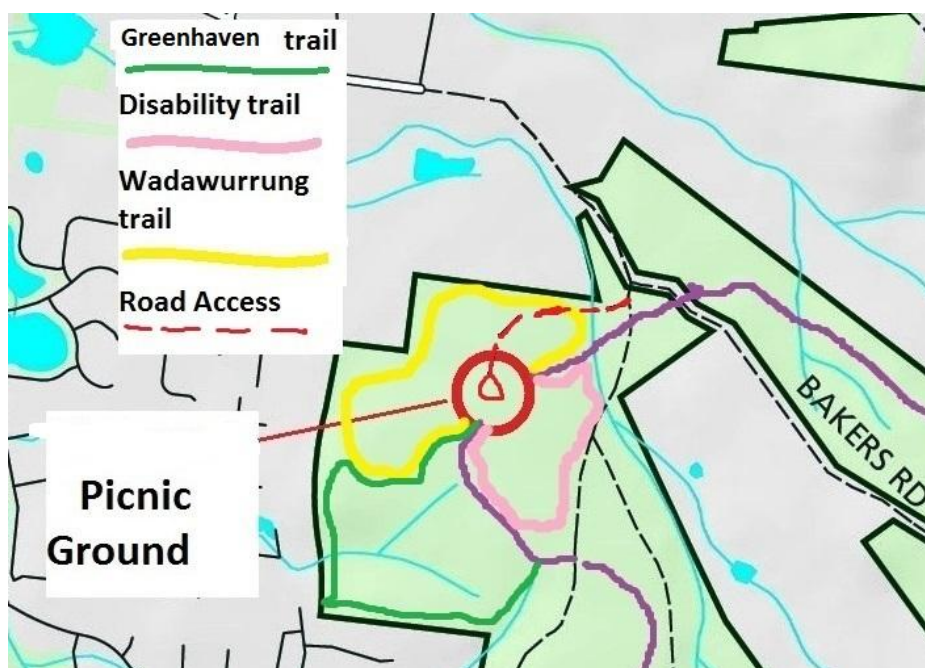 Greenhaven trail
Disability trail
Wadawurrung
trail
Road Access
Picnic
Ground
BAKERS RD